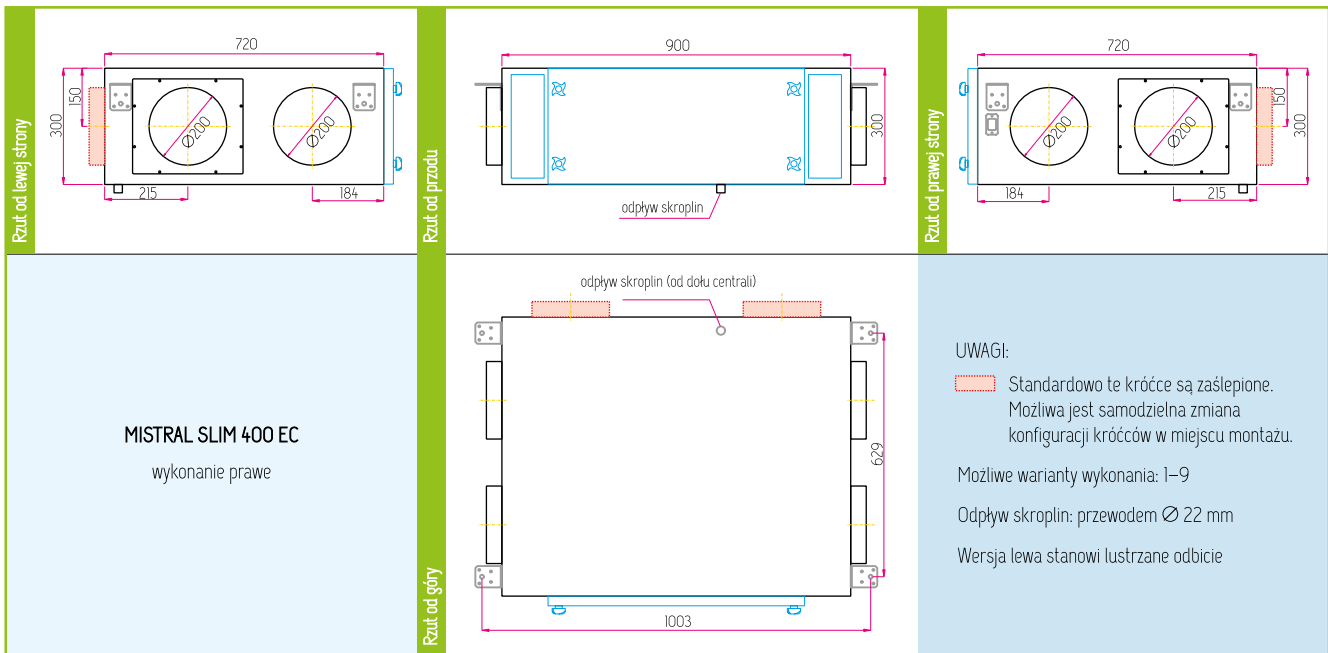 Rzut od lewej strony
720
300
150
Ø200
Ø200
215
184
Rzut od przodu
900
300
odpływ skroplin
Rzut od prawej strony
720
Ø200
Ø200
150
300
184
215
MISTRAL SLIM 400 EC
wykonanie prawe
Rzut od góry
odpływ skroplin (od dołu centrali)
629
1003
UWAGI:
Standardowo te króćce są zaślepione.
Możliwa jest samodzielna zmiana
konfiguracji króćców w miejscu montażu.
Możliwe warianty wykonania: 1–9
Odpływ skroplin: przewodem Ø 22 mm
Wersja lewa stanowi lustrzane odbicie